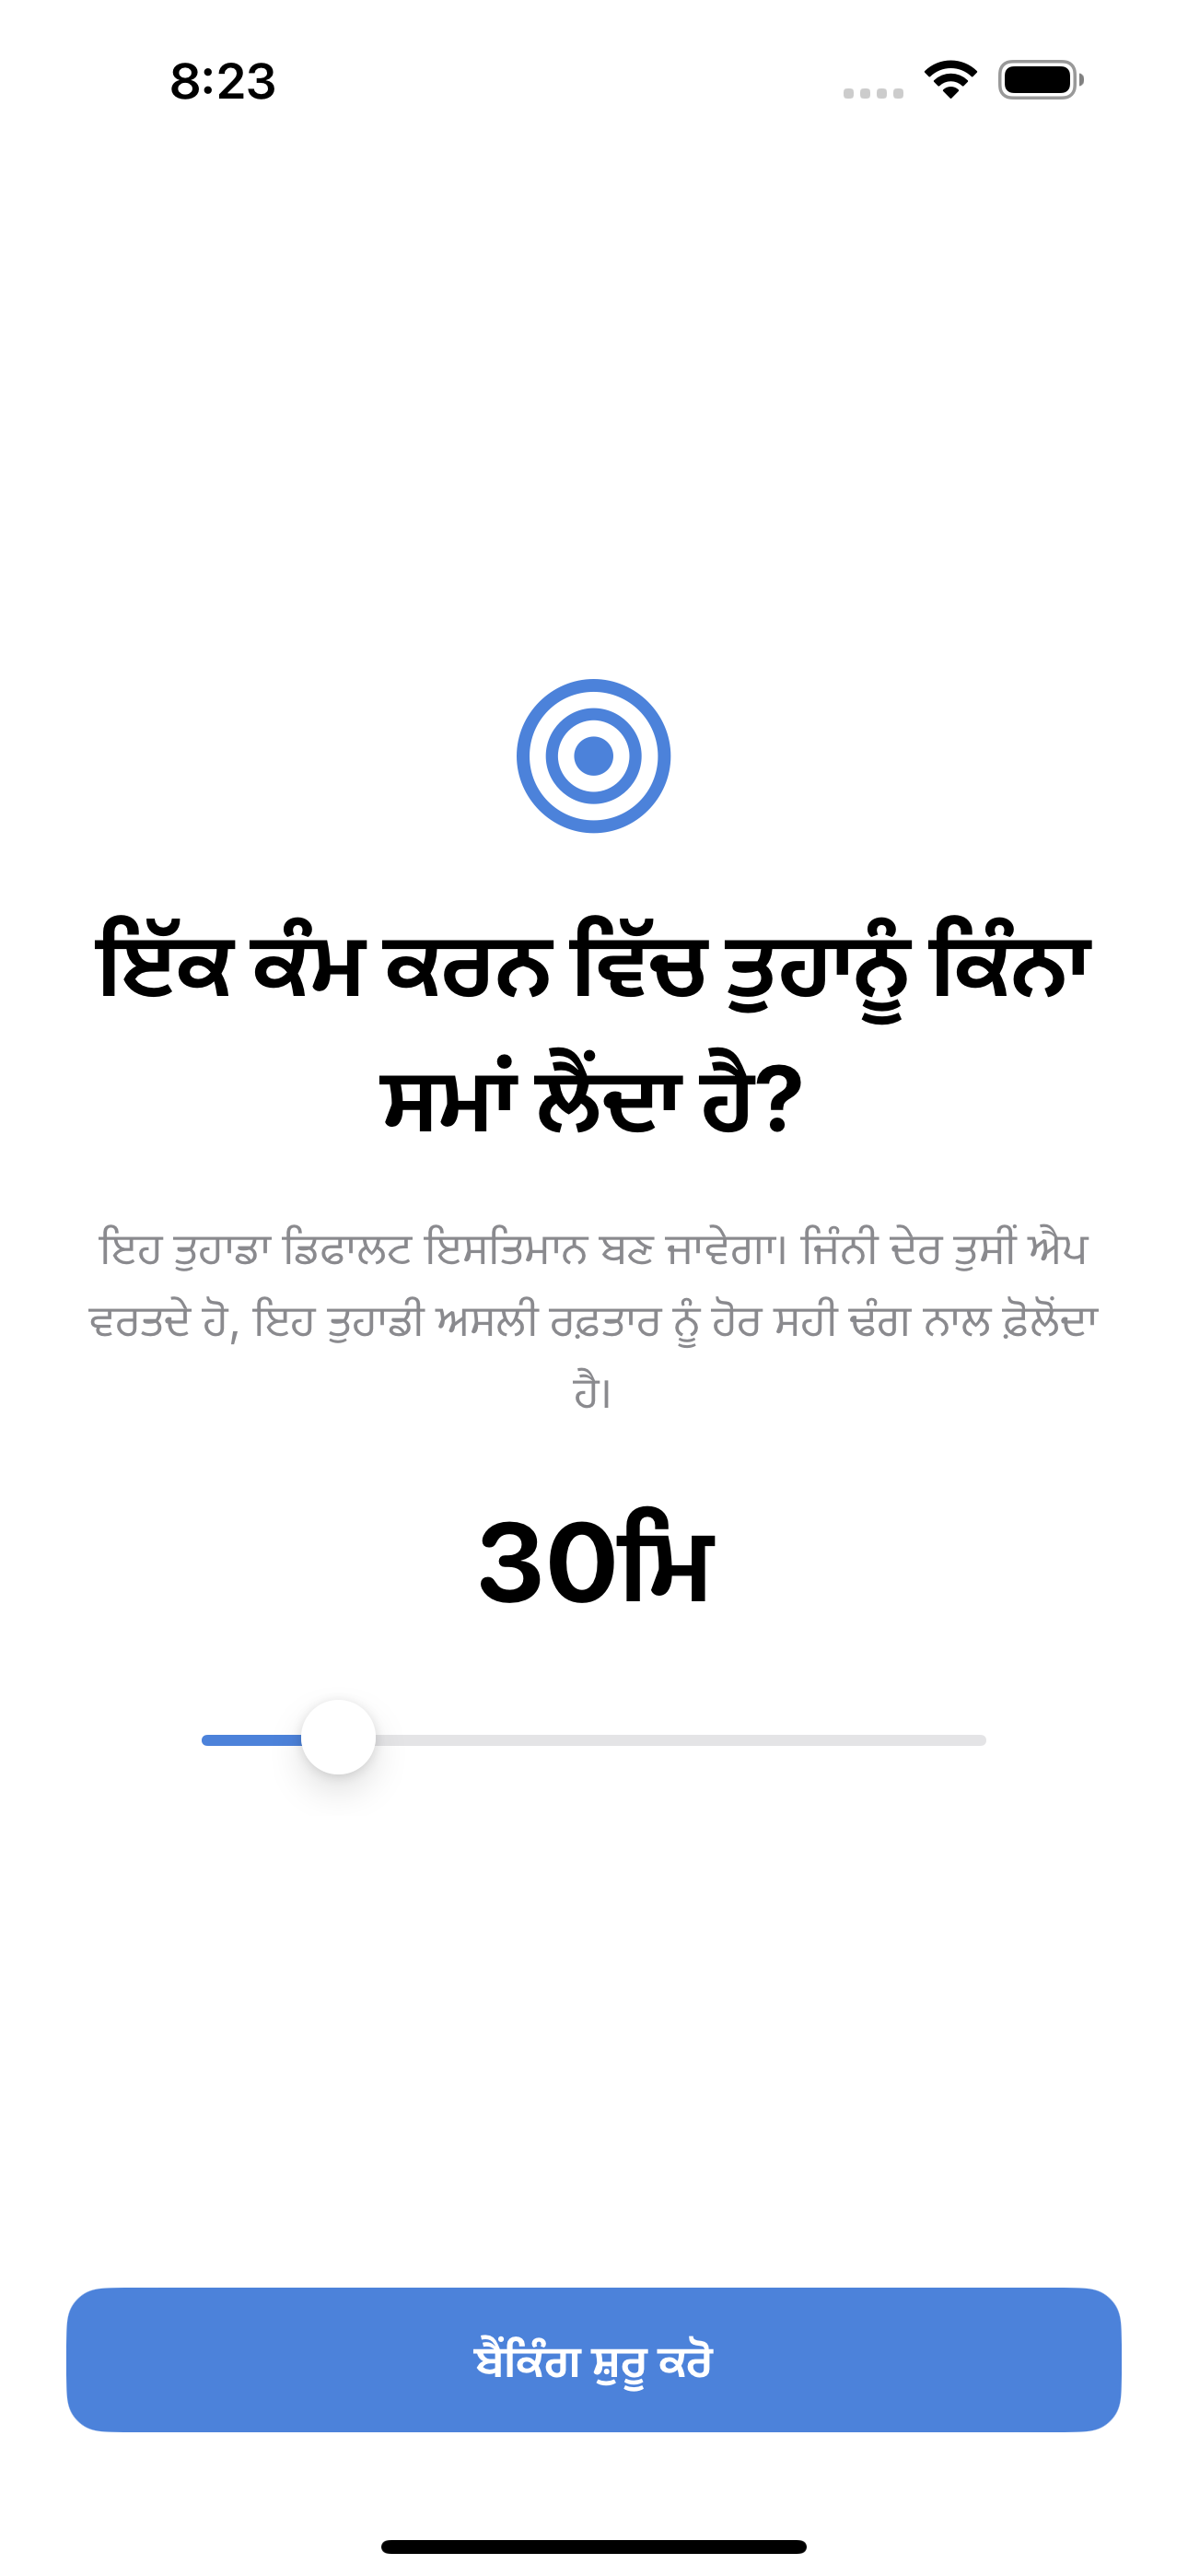 8:23
ਇੱਕ ਕੰਮ ਕਰਨ ਵਿੱਚ ਤੁਹਾਨੂੰ ਕਿੰਨਾ
ਸਮਾਂ ਲੈਂਦਾ ਹੈ?
ਇਹ ਤੁਹਾਡਾ ਡਿਫਾਲਟ ਇਸਤਿਮਾਨ ਬਣ ਜਾਵੇਗਾ। ਜਿੰਨੀ ਦੇਰ ਤੁਸੀਂ ਐਪ
ਵਰਤਦੇ ਹੋ, ਇਹ ਤੁਹਾਡੀ ਅਸਲੀ ਰਫ਼ਤਾਰ ਨੂੰ ਹੋਰ ਸਹੀ ਢੰਗ ਨਾਲ ਫ਼ੋਲੋਂਦਾ
ਹੈ।
30ਮਿ
ਬੈਂਕਿੰਗ ਸ਼ੁਰੂ ਕਰੋ